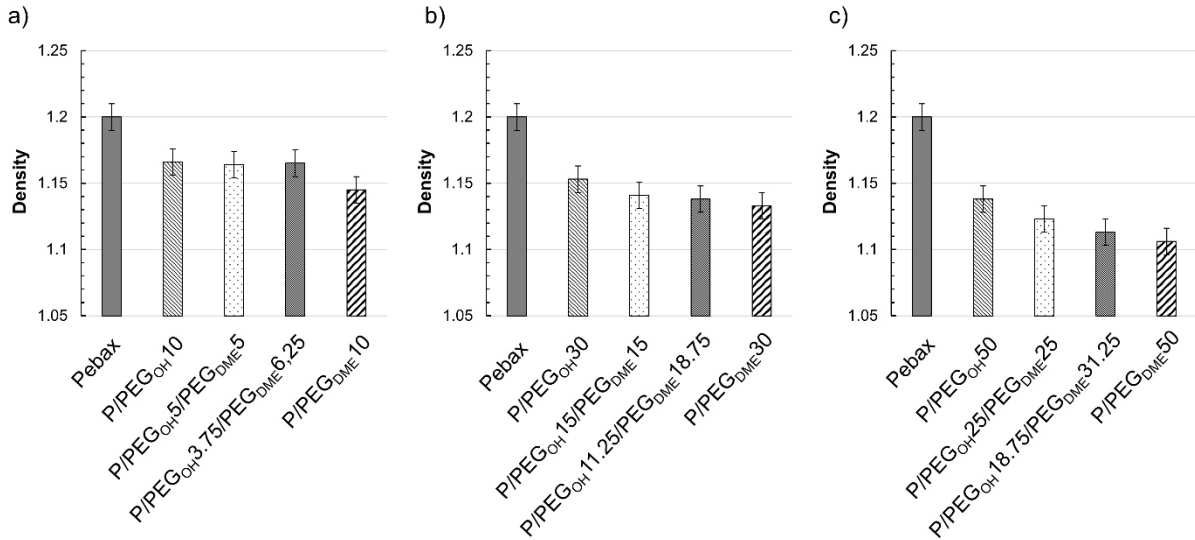 a)
1.25
1.2
1.15
1.1
1.05
Density
Pebax
P/PEGOH10
P/PEGOH5/PEGDME5
P/PEGOH3.75/PEGDME6,25
P/PEGDME10
b)
1.25
1.2
1.15
1.1
1.05
Density
Pebax
P/PEGOH30
P/PEGOH15/PEGDME15
P/PEGOH11.25/PEGDME18.75
P/PEGDME30
c)
1.25
1.2
1.15
1.1
1.05
Density
Pebax
P/PEGOH50
P/PEGOH25/PEGDME25
P/PEGOH18.75/PEGDME31.25
P/PEGDME50